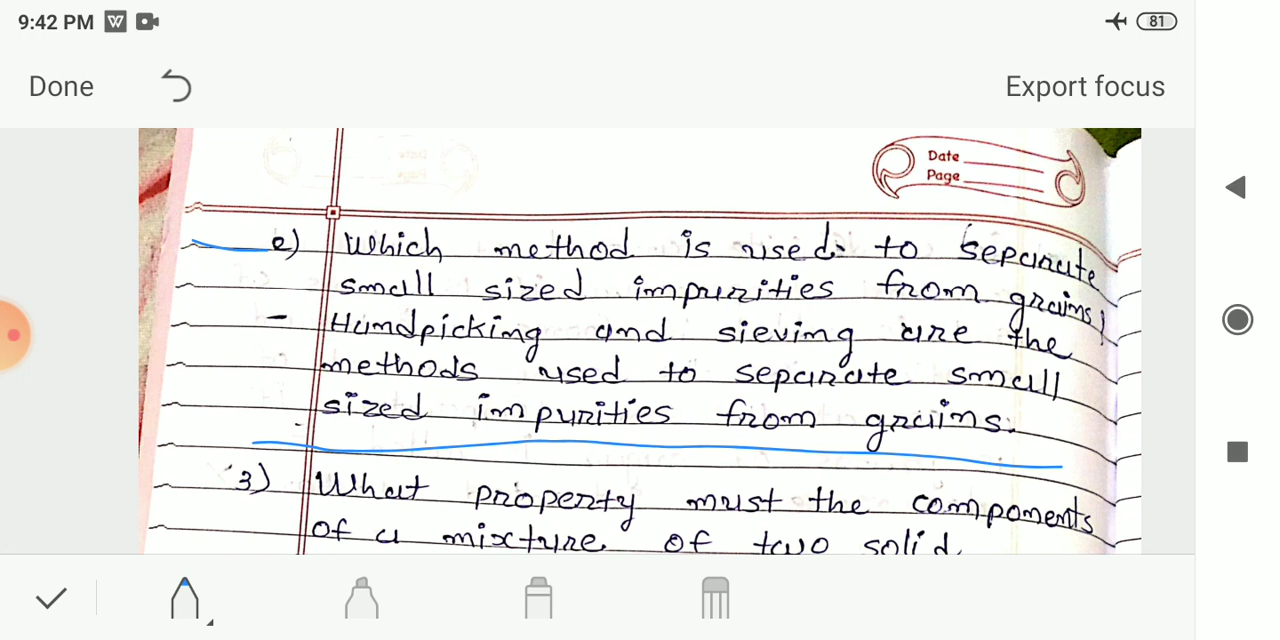 9:42 PM
81
Done
Export focus
Date
Page
e) Which method is used to separate
small sized impurities from grains?
- Handpicking and sieving are the
methods used to separate small
sized impurities from grains.
3) What property must the components
of a mixture of two solid